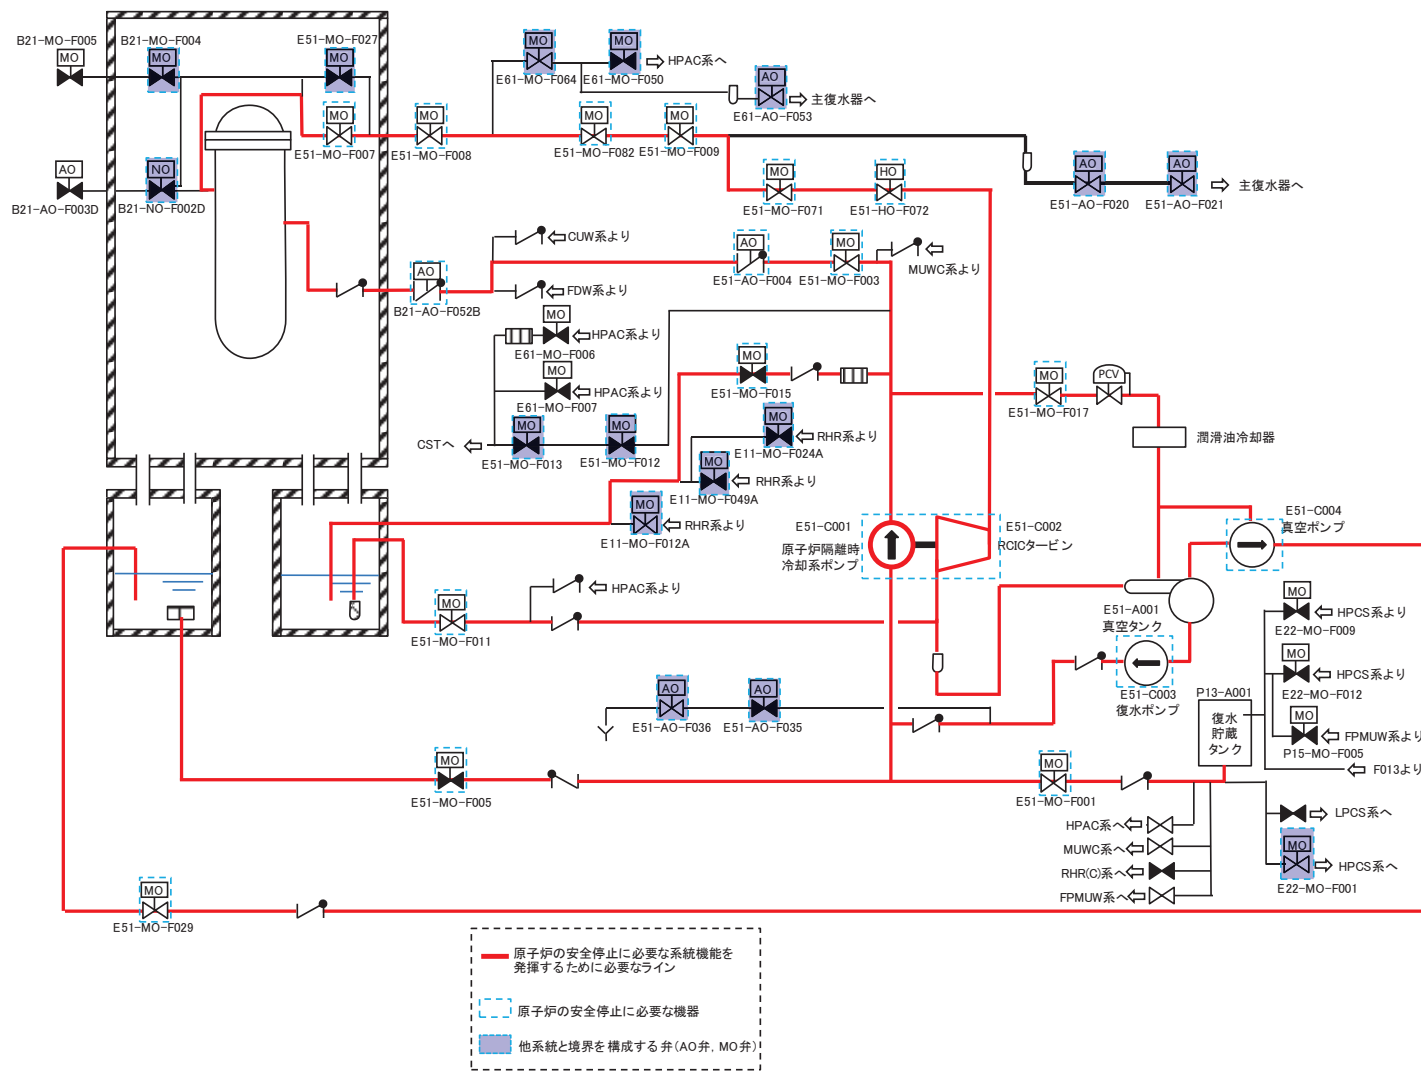 B21-MO-F005
MO
B21-MO-F004
MO
E51-MO-F027
MO
MO
E61-MO-F064
MO
E61-MO-F050
HPAC系へ
AO
E61-AO-F053
主復水器へ
MO
E51-MO-F007
MO
E51-MO-F008
MO
E51-MO-F082
MO
E51-MO-F009
AO
B21-AO-F003D
NO
B21-NO-F002D
MO
E51-MO-F071
HO
E51-HO-F072
AO
E51-AO-F020
AO
E51-AO-F021
主復水器へ
CUW系より
AO
B21-AO-F052B
FDW系より
AO
E51-AO-F004
MO
E51-MO-F003
MUWC系より
MO
HPAC系より
E61-MO-F006
MO
HPAC系より
E61-MO-F007
MO
E51-MO-F015
MO
E51-MO-F017
PCV
潤滑油冷却器
CSTへ
MO
E51-MO-F013
MO
E51-MO-F012
MO
RHR系より
E11-MO-F024A
MO
RHR系より
E11-MO-F049A
MO
RHR系より
E11-MO-F012A
E51-C001
原子炉隔離時
冷却系ポンプ
E51-C002
RCICタービン
E51-C004
真空ポンプ
HPAC系より
MO
E51-MO-F011
E51-A001
真空タンク
E51-C003
復水ポンプ
MO
HPCS系より
E22-MO-F009
MO
HPCS系より
E22-MO-F012
P13-A001
復水
貯蔵
タンク
MO
FPMUW系より
P15-MO-F005
F013より
AO
E51-AO-F036
AO
E51-AO-F035
MO
E51-MO-F005
MO
E51-MO-F001
HPAC系へ
MUWC系へ
RHR(C)系へ
FPMUW系へ
LPCS系へ
MO
HPCS系へ
E22-MO-F001
MO
E51-MO-F029
原子炉の安全停止に必要な系統機能を
発揮するために必要なライン
原子炉の安全停止に必要な機器
他系統と境界を構成する弁(AO弁, MO弁)